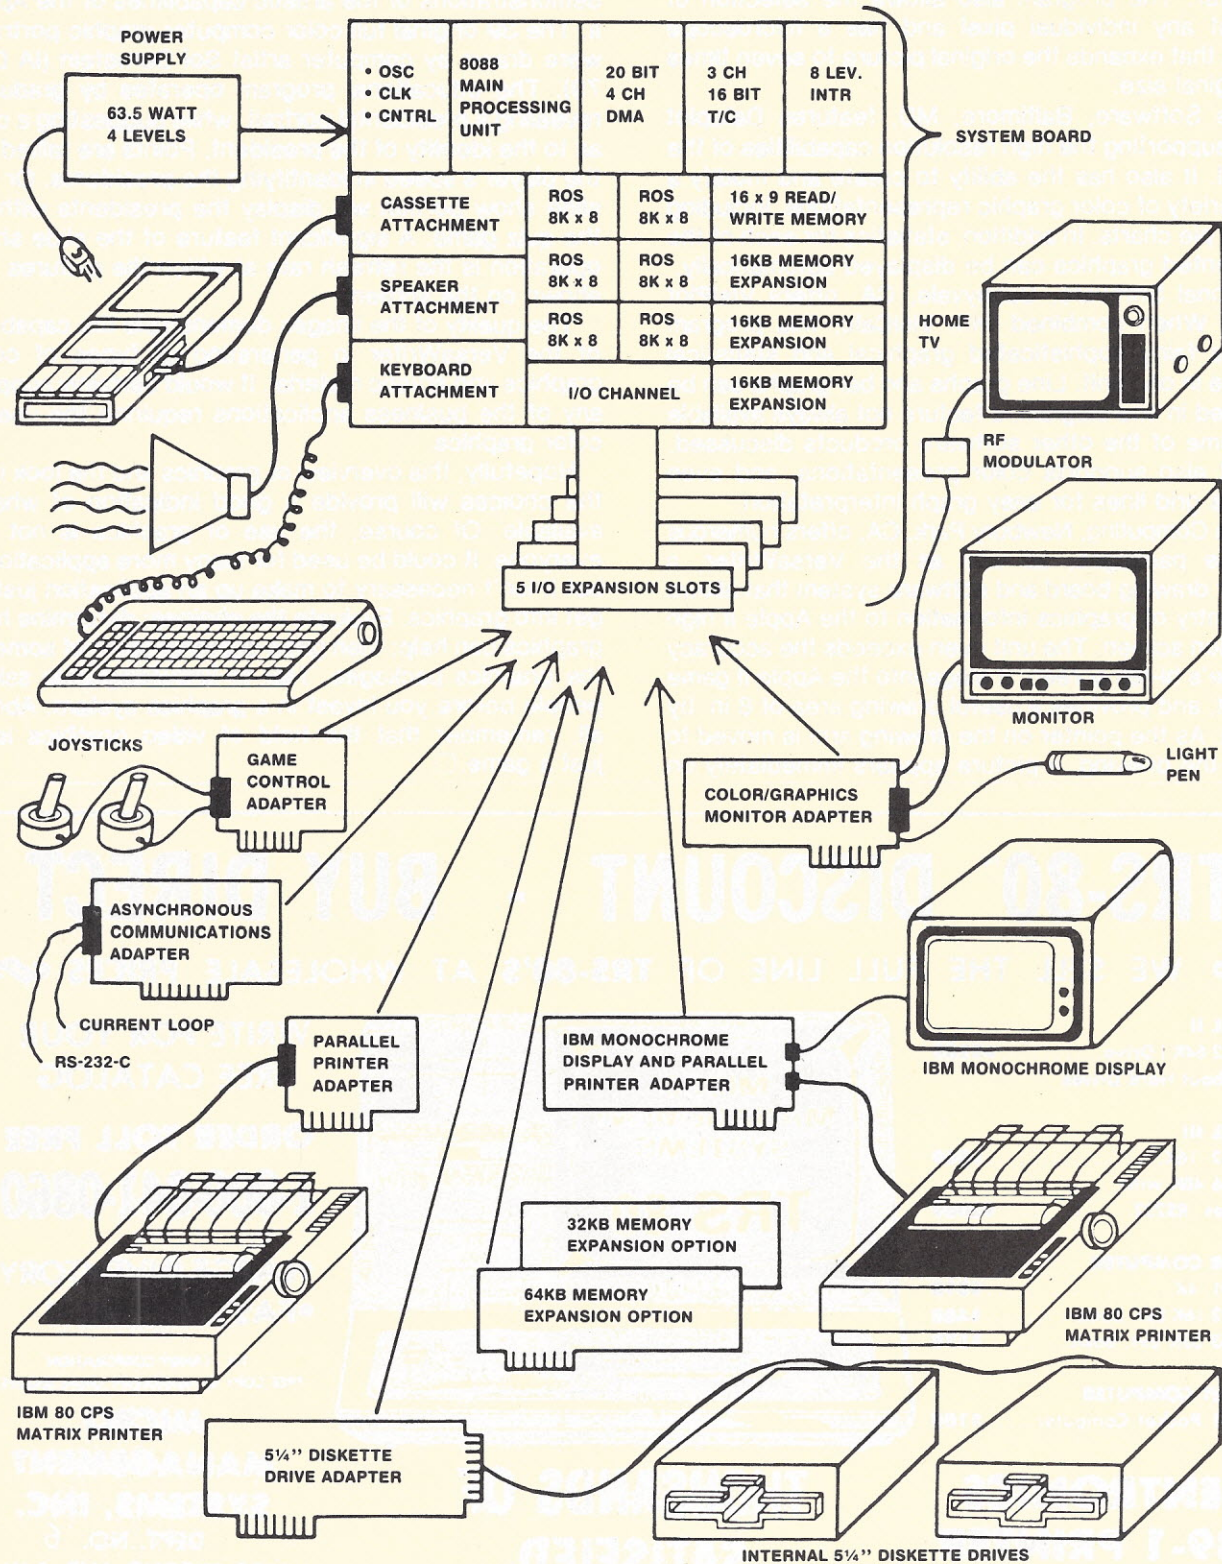 POWER
SUPPLY
63.5 WATT
4 LEVELS
• OSC
• CLK
• CNTRL
8088
MAIN
PROCESSING
UNIT
20 BIT
4 CH
DMA
3 CH
16 BIT
T/C
8 LEV.
INTR
SYSTEM BOARD
CASSETTE
ATTACHMENT
ROS
8K x 8
ROS
8K x 8
16 x 9 READ/
WRITE MEMORY
SPEAKER
ATTACHMENT
ROS
8K x 8
ROS
8K x 8
16KB MEMORY
EXPANSION
ROS
8K x 8
ROS
8K x 8
16KB MEMORY
EXPANSION
KEYBOARD
ATTACHMENT
I/O CHANNEL
16KB MEMORY
EXPANSION
HOME
TV
RF
MODULATOR
5 I/O EXPANSION SLOTS
MONITOR
JOYSTICKS
GAME
CONTROL
ADAPTER
COLOR/GRAPHICS
MONITOR ADAPTER
LIGHT
PEN
ASYNCHRONOUS
COMMUNICATIONS
ADAPTER
CURRENT LOOP
RS-232-C
PARALLEL
PRINTER
ADAPTER
IBM MONOCHROME
DISPLAY AND PARALLEL
PRINTER ADAPTER
IBM MONOCHROME DISPLAY
32KB MEMORY
EXPANSION OPTION
64KB MEMORY
EXPANSION OPTION
IBM 80 CPS
MATRIX PRINTER
IBM 80 CPS
MATRIX PRINTER
5¼" DISKETTE
DRIVE ADAPTER
INTERNAL 5¼" DISKETTE DRIVES